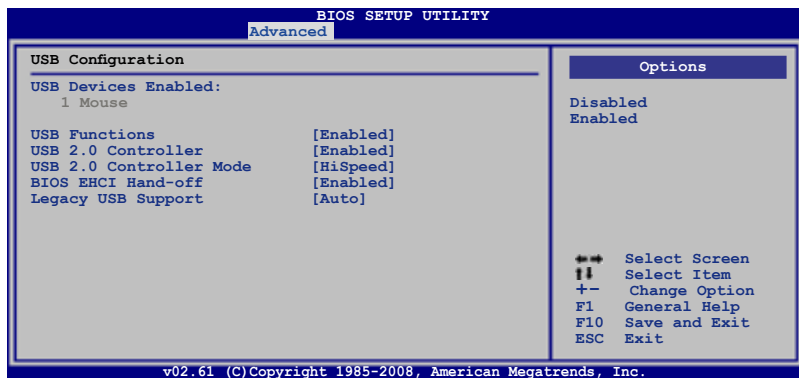 BIOS SETUP UTILITY
Advanced
USB Configuration
USB Devices Enabled:
1 Mouse
USB Functions [Enabled]
USB 2.0 Controller [Enabled]
USB 2.0 Controller Mode [HiSpeed]
BIOS EHCI Hand-off [Enabled]
Legacy USB Support [Auto]
Options
Disabled
Enabled
←→ Select Screen
↑↓ Select Item
+- Change Option
F1 General Help
F10 Save and Exit
ESC Exit
v02.61 (C)Copyright 1985-2008, American Megatrends, Inc.